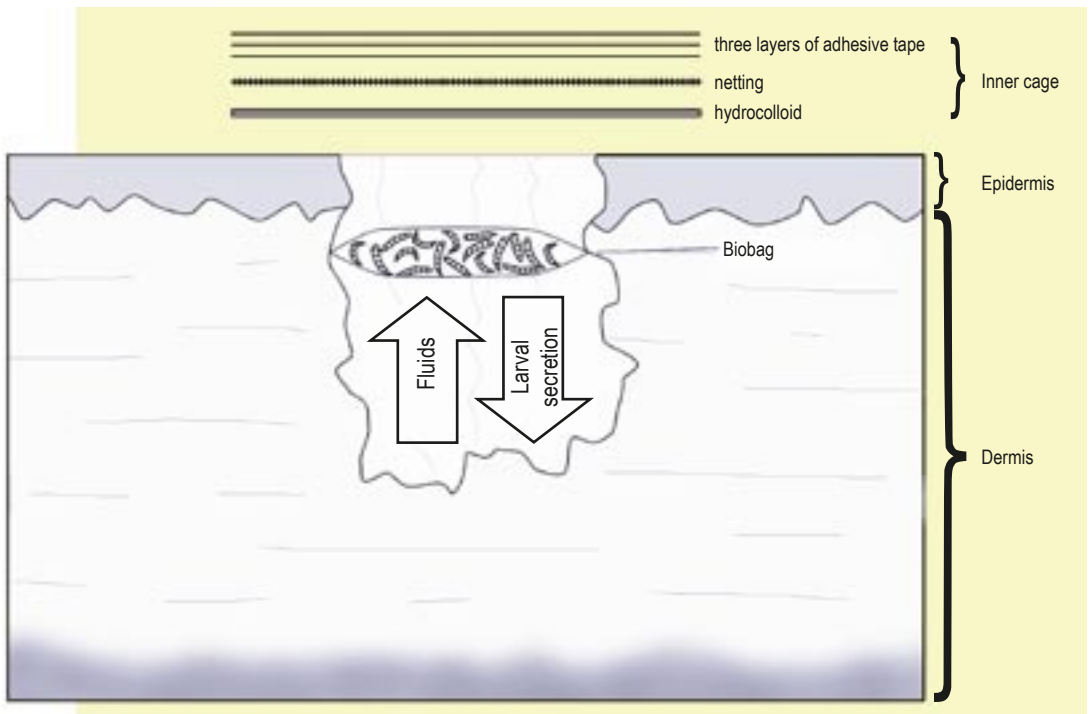 three layers of adhesive tape
netting
Inner cage
hydrocolloid
Epidermis
Biobag
Fluids
Larval
secretion
Dermis